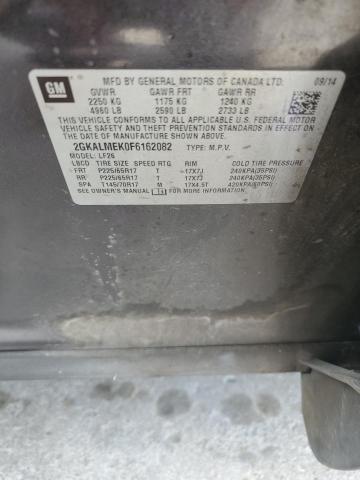 GM
MFD BY GENERAL MOTORS OF CANADA LTD. 09/14
GVWR GAWR FRT GAWR RR
2250 KG 1175 KG 1240 KG
4960 LB 2590 LB 2733 LB
THIS VEHICLE CONFORMS TO ALL APPLICABLE U.S. FEDERAL MOTOR
VEHICLE SAFETY AND THEFT PREVENTION STANDARDS IN EFFECT ON THE
DATE OF MANUFACTURE SHOWN ABOVE.
2GKALMEK0F6162082 TYPE: M.P.V.
MODEL: LF26
LBCD TIRE SIZE SPEED RTG RIM COLD TIRE PRESSURE
FRT P225/65R17 T 17X7J 240KPA(35PSI)
RR P225/65R17 T 17X7J 240KPA(35PSI)
SPA T145/70R17 M 17X4.5T 420KPA(60PSI)
SEE OWNER'S MANUAL FOR ADDITIONAL INFORMATION.